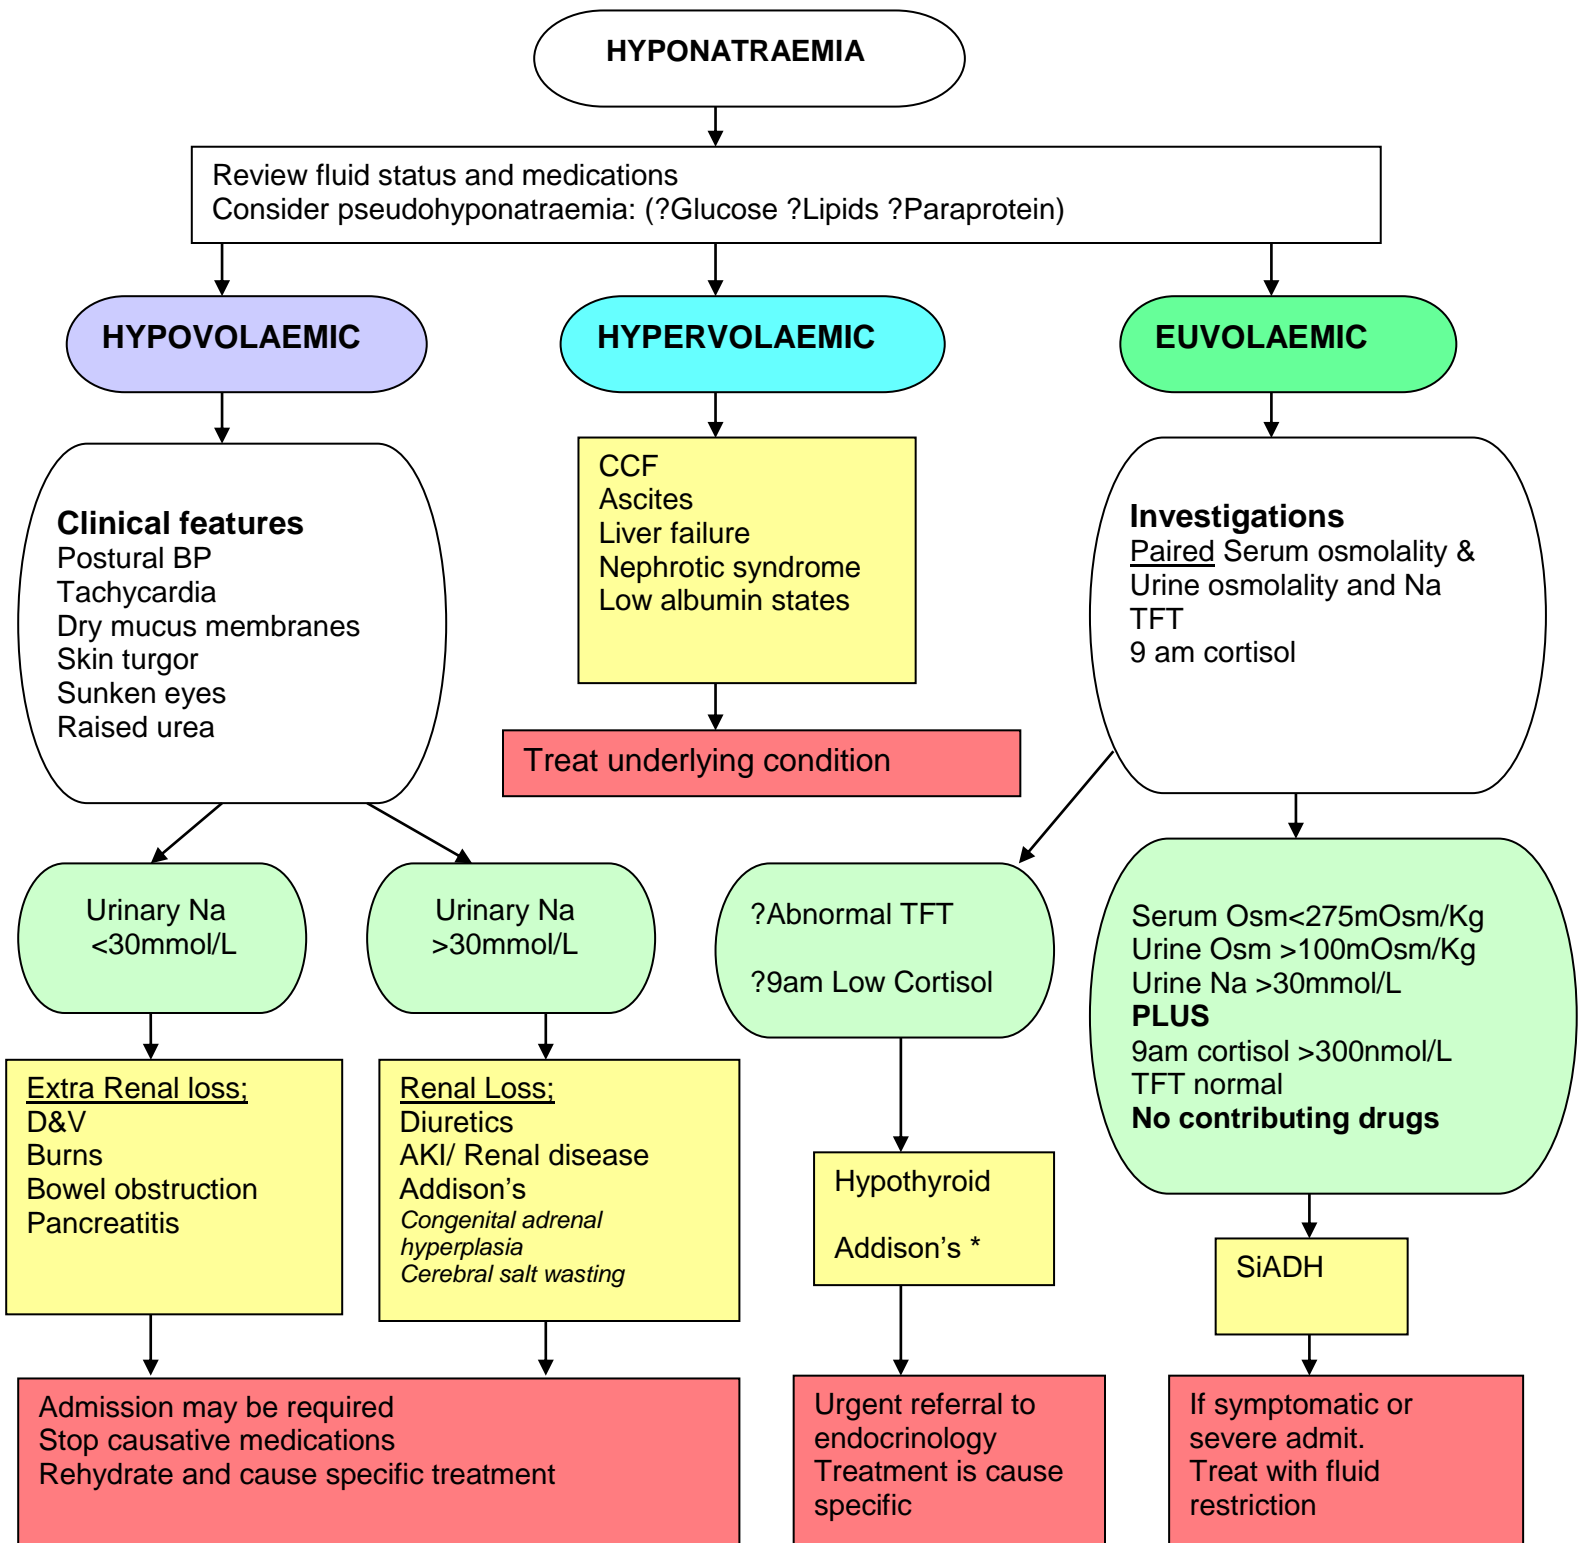 HYPONATRAEMIA
Review fluid status and medications
Consider pseudohyponatraemia: (?Glucose ?Lipids ?Paraprotein)
HYPOVOLAEMIC
HYPERVOLAEMIC
EUVOLAEMIC
Clinical features
Postural BP
Tachycardia
Dry mucus membranes
Skin turgor
Sunken eyes
Raised urea
CCF
Ascites
Liver failure
Nephrotic syndrome
Low albumin states
Treat underlying condition
Investigations
Paired Serum osmolality &
Urine osmolality and Na
TFT
9 am cortisol
Urinary Na
<30mmol/L
Urinary Na
>30mmol/L
?Abnormal TFT
?9am Low Cortisol
Serum Osm<275mOsm/Kg
Urine Osm >100mOsm/Kg
Urine Na >30mmol/L
PLUS
9am cortisol >300nmol/L
TFT normal
No contributing drugs
Extra Renal loss;
D&V
Burns
Bowel obstruction
Pancreatitis
Renal Loss;
Diuretics
AKI/ Renal disease
Addison's
Congenital adrenal
hyperplasia
Cerebral salt wasting
Hypothyroid
Addison's *
SiADH
Admission may be required
Stop causative medications
Rehydrate and cause specific treatment
Urgent referral to
endocrinology
Treatment is cause
specific
If symptomatic or
severe admit.
Treat with fluid
restriction